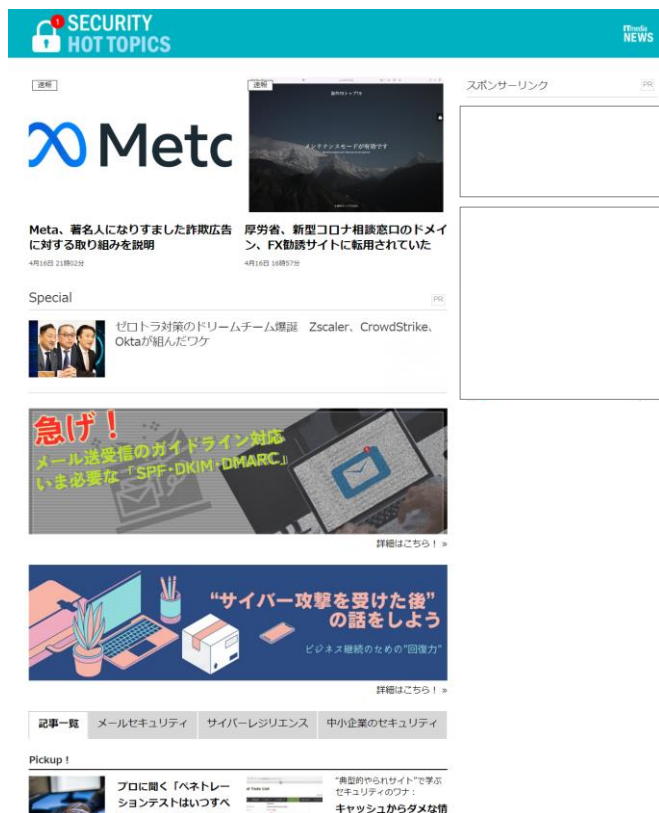 SECURITY
HOT TOPICS
ITmedia
NEWS
速報
Meta
速報
メンテナンスモードが有効です
Meta、著名人になりすました詐欺広告
に対する取り組みを説明
4月16日 21時02分
厚労省、新型コロナ相談窓口のドメイ
ン、FX勧誘サイトに転用されていた
4月16日 16時57分
スポンサーリンク
PR
Special
PR
ゼロトラ対策のドリームチーム爆誕 Zscaler、CrowdStrike、
Oktaが組んだワケ
急げ！
メール送受信のガイドライン対応
いま必要な「SPF・DKIM・DMARC」
詳細はこちら！ »
“サイバー攻撃を受けた後”
の話をしよう
ビジネス継続のための“回復力”
詳細はこちら！ »
記事一覧
メールセキュリティ
サイバーレジリエンス
中小企業のセキュリティ
Pickup！
プロに聞く「ペネトレー
ションテストはいつすべ
“典型的やられサイト”で学ぶ
セキュリティのワナ：
キャッシュからダメな情